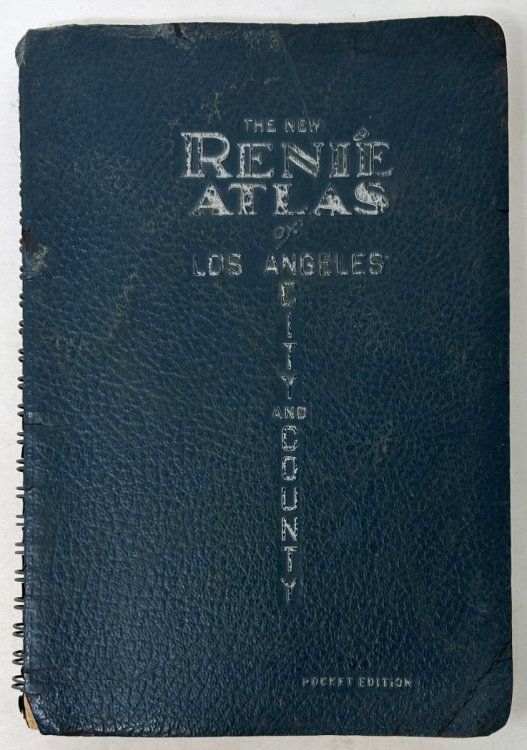 THE NEW
RENIÉ
ATLAS
OF
LOS ANGELES
CITY
AND
COUNTY
POCKET EDITION